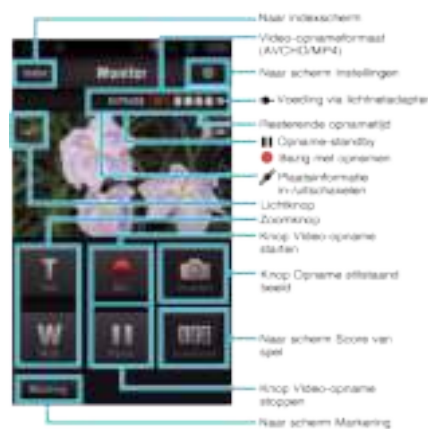 Naar indexscherm
Video-opnameformaat
(AVCHD/MP4)
Naar scherm Instellingen
Voeding via lichtnetadapter
Resterende opnametijd
Opname-standby
Bezig met opnemen
Plaatsinformatie
in-/uitschakelen
Lichtknop
Zoomknop
Knop Video-opname
starten
Knop Opname stilstaand
beeld
Naar scherm Score van
spel
Knop Video-opname
stoppen
Naar scherm Markering
Index
Monitor
T
W
Marking